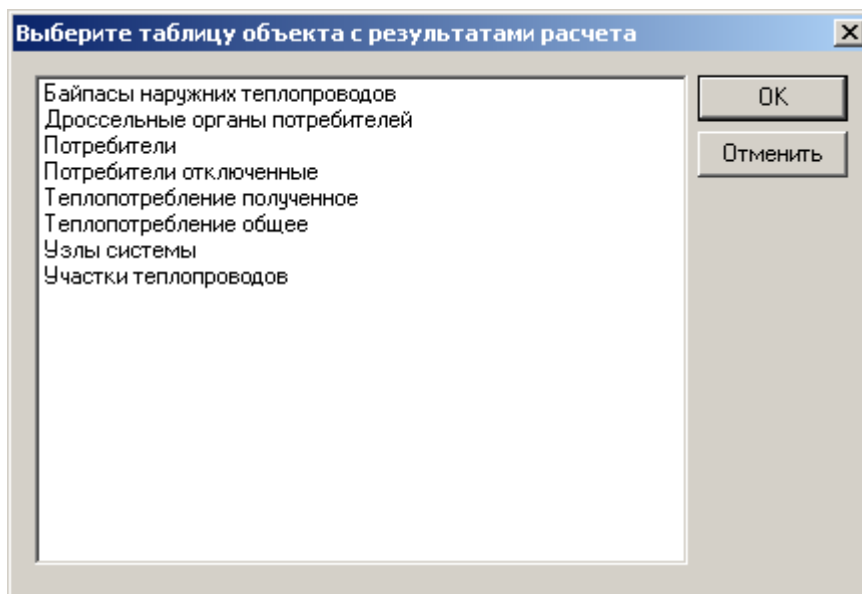 Выберите таблицу объекта с результатами расчета
Байпасы наружних теплопроводов
Дроссельные органы потребителей
Потребители
Потребители отключенные
Теплопотребление полученное
Теплопотребление общее
Узлы системы
Участки теплопроводов
OK
Отменить